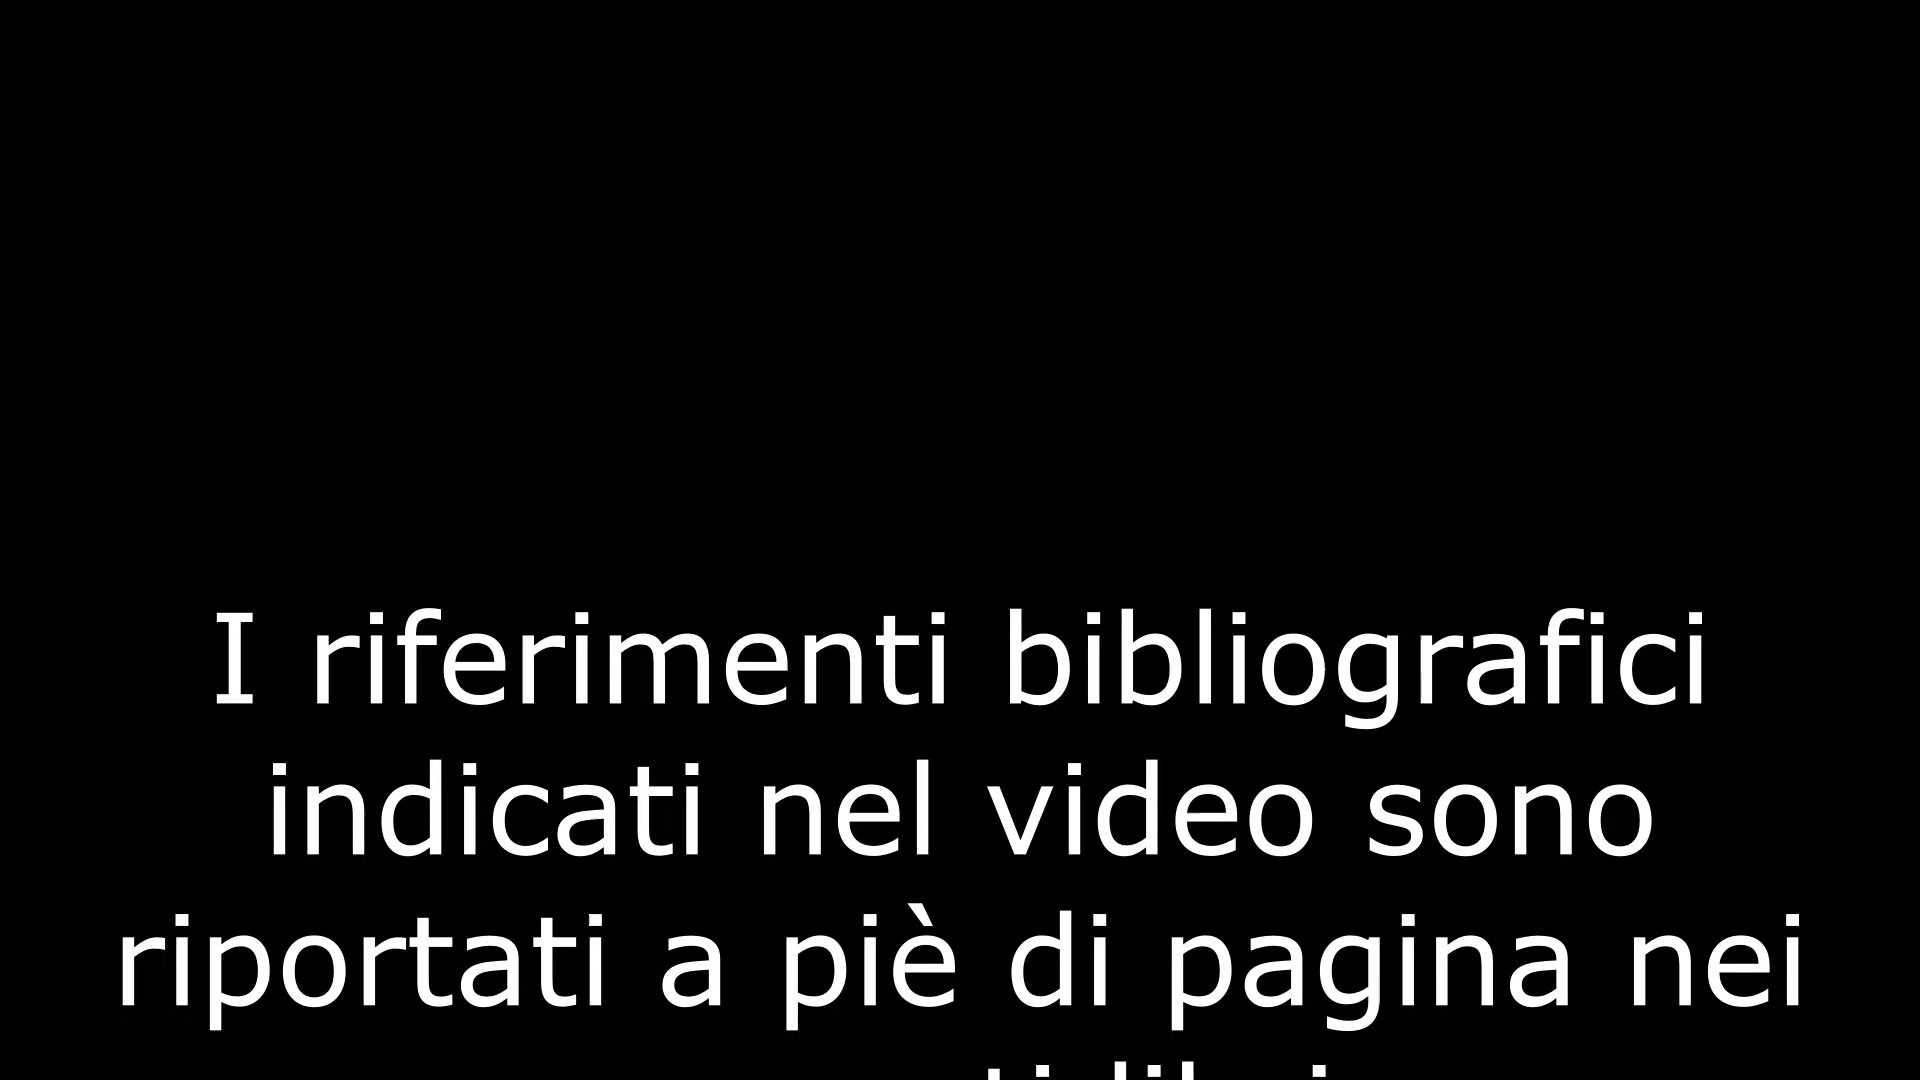 I riferimenti bibliografici
indicati nel video sono
riportati a piè di pagina nei